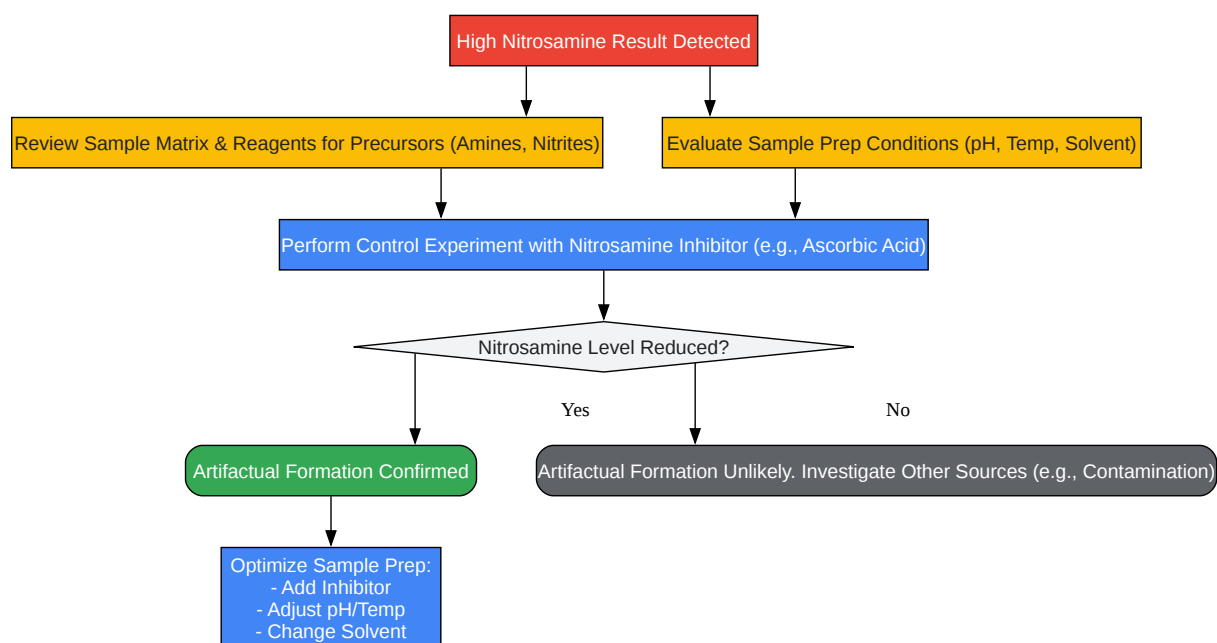 High Nitrosamine Result Detected
Review Sample Matrix & Reagents for Precursors (Amines, Nitrites)
Evaluate Sample Prep Conditions (pH, Temp, Solvent)
Perform Control Experiment with Nitrosamine Inhibitor (e.g., Ascorbic Acid)
Nitrosamine Level Reduced?
Yes
No
Artifactual Formation Confirmed
Artifactual Formation Unlikely. Investigate Other Sources (e.g., Contamination)
Optimize Sample Prep:
- Add Inhibitor
- Adjust pH/Temp
- Change Solvent